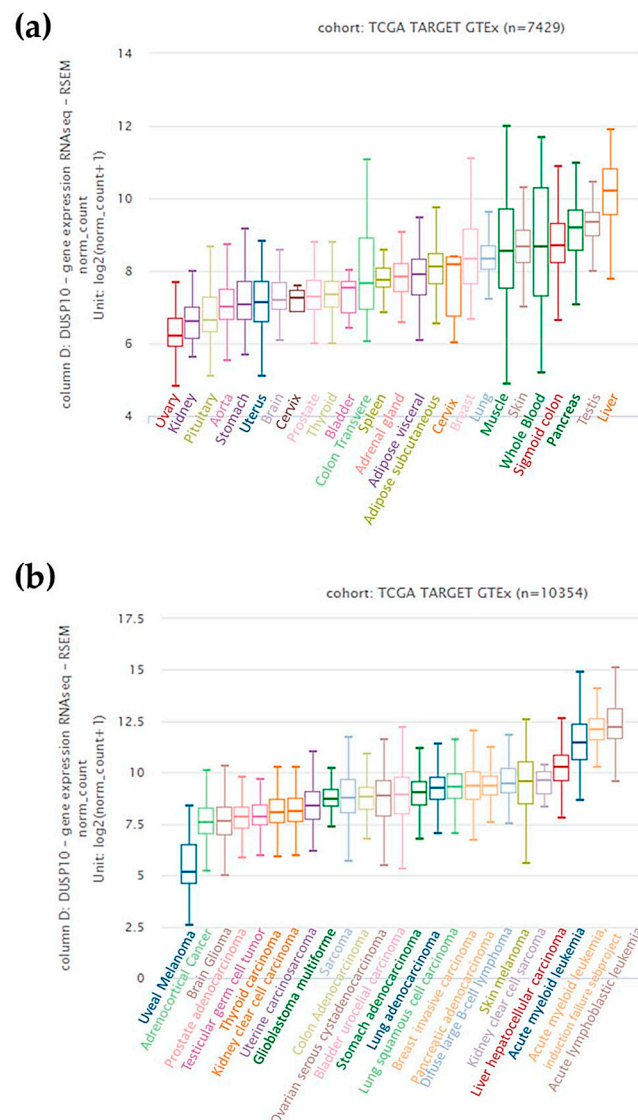 (a)
cohort: TCGA TARGET GTEx (n=7429)
column D: DUSP10 – gene expression RNAseq – RSEM
norm_count
Unit: log2(norm_count+1)
14
12
10
8
6
4
Ovary
Kidney
Pituitary
Aorta
Stomach
Uterus
Brain
Cervix
Prostate
Thyroid
Bladder
Colon Transvere
Spleen
Adrenal gland
Adipose visceral
Adipose subcutaneous
Cervix
Breast
Lung
Muscle
Skin
Whole Blood
Sigmoid colon
Pancreas
Testis
Liver
(b)
cohort: TCGA TARGET GTEx (n=10354)
column D: DUSP10 – gene expression RNAseq – RSEM
norm_count
Unit: log2(norm_count+1)
17.5
15
12.5
10
7.5
5
2.5
0
Uveal Melanoma
Adrenocortical Cancer
Brain Glioma
Prostate adenocarcinoma
Testicular germ cell tumor
Thyroid carcinoma
Kidney clear cell carcinoma
Uterine carcinosarcoma
Glioblastoma multiforme
Sarcoma
Colon Adenocarcinoma
Ovarian serous cystadenocarcinoma
Bladder urocelial carcinoma
Stomach adenocarcinoma
Lung adenocarcinoma
Lung squamous cell carcinoma
Breast invasive carcinoma
Pancreatic adenocarcinoma
Difuse large B-cell lymphoma
Skin melanoma
Kidney clear cell sarcoma
Liver hepatocellular carcinoma
Acute myeloid leukemia
Acute myeloid leukemia,
induction failure subproject
Acute lymphoblastic leukemia